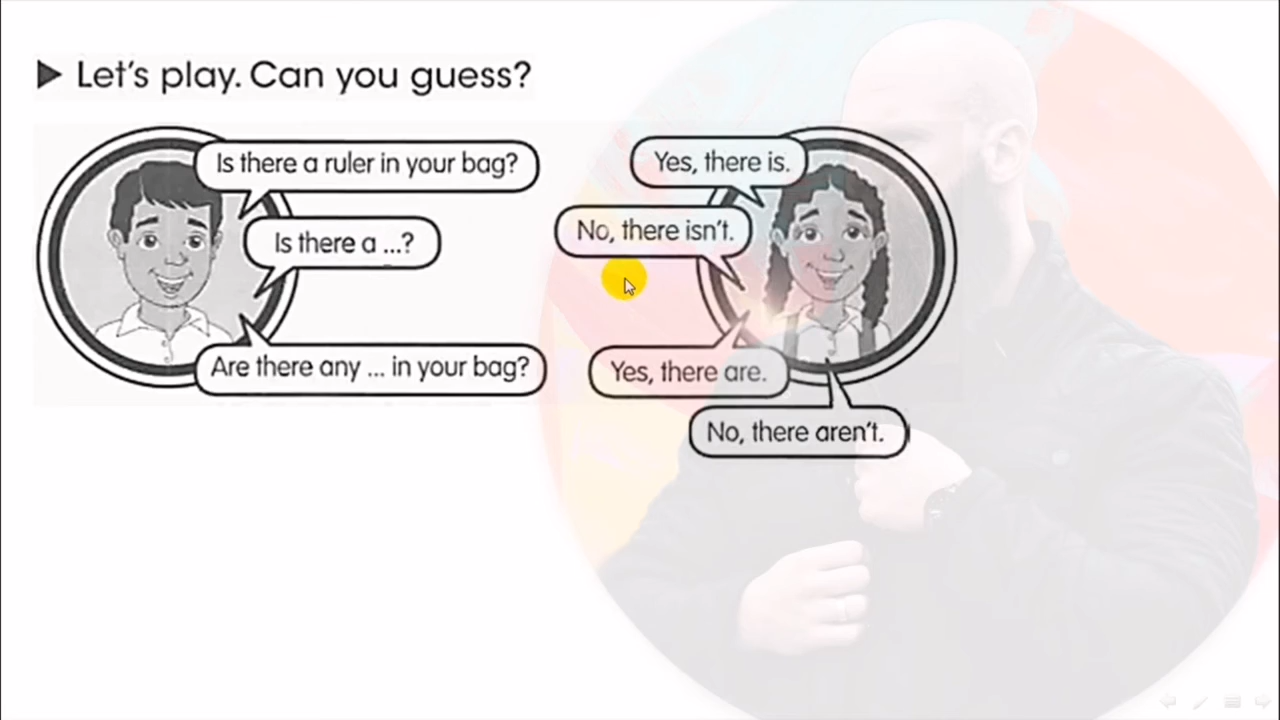 Let's play. Can you guess?
Is there a ruler in your bag?
Is there a ...?
Are there any ... in your bag?
Yes, there is.
No, there isn't.
Yes, there are.
No, there aren't.